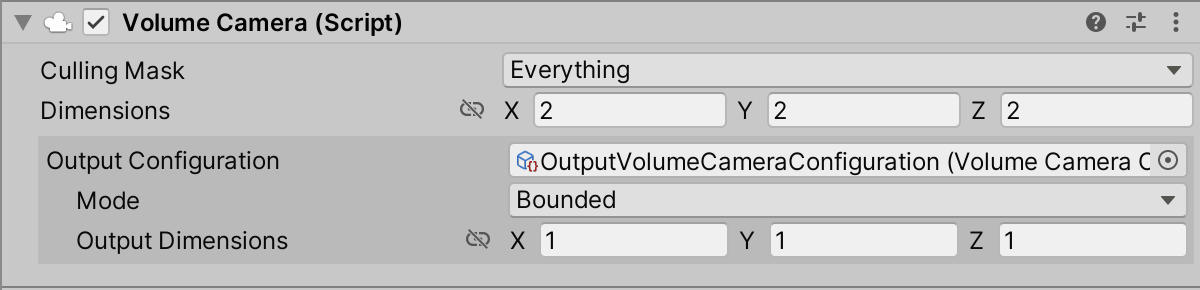 Volume Camera (Script)
Culling Mask Everything
Dimensions X 2 Y 2 Z 2
Output Configuration OutputVolumeCameraConfiguration (Volume Camera C
Mode Bounded
Output Dimensions X 1 Y 1 Z 1